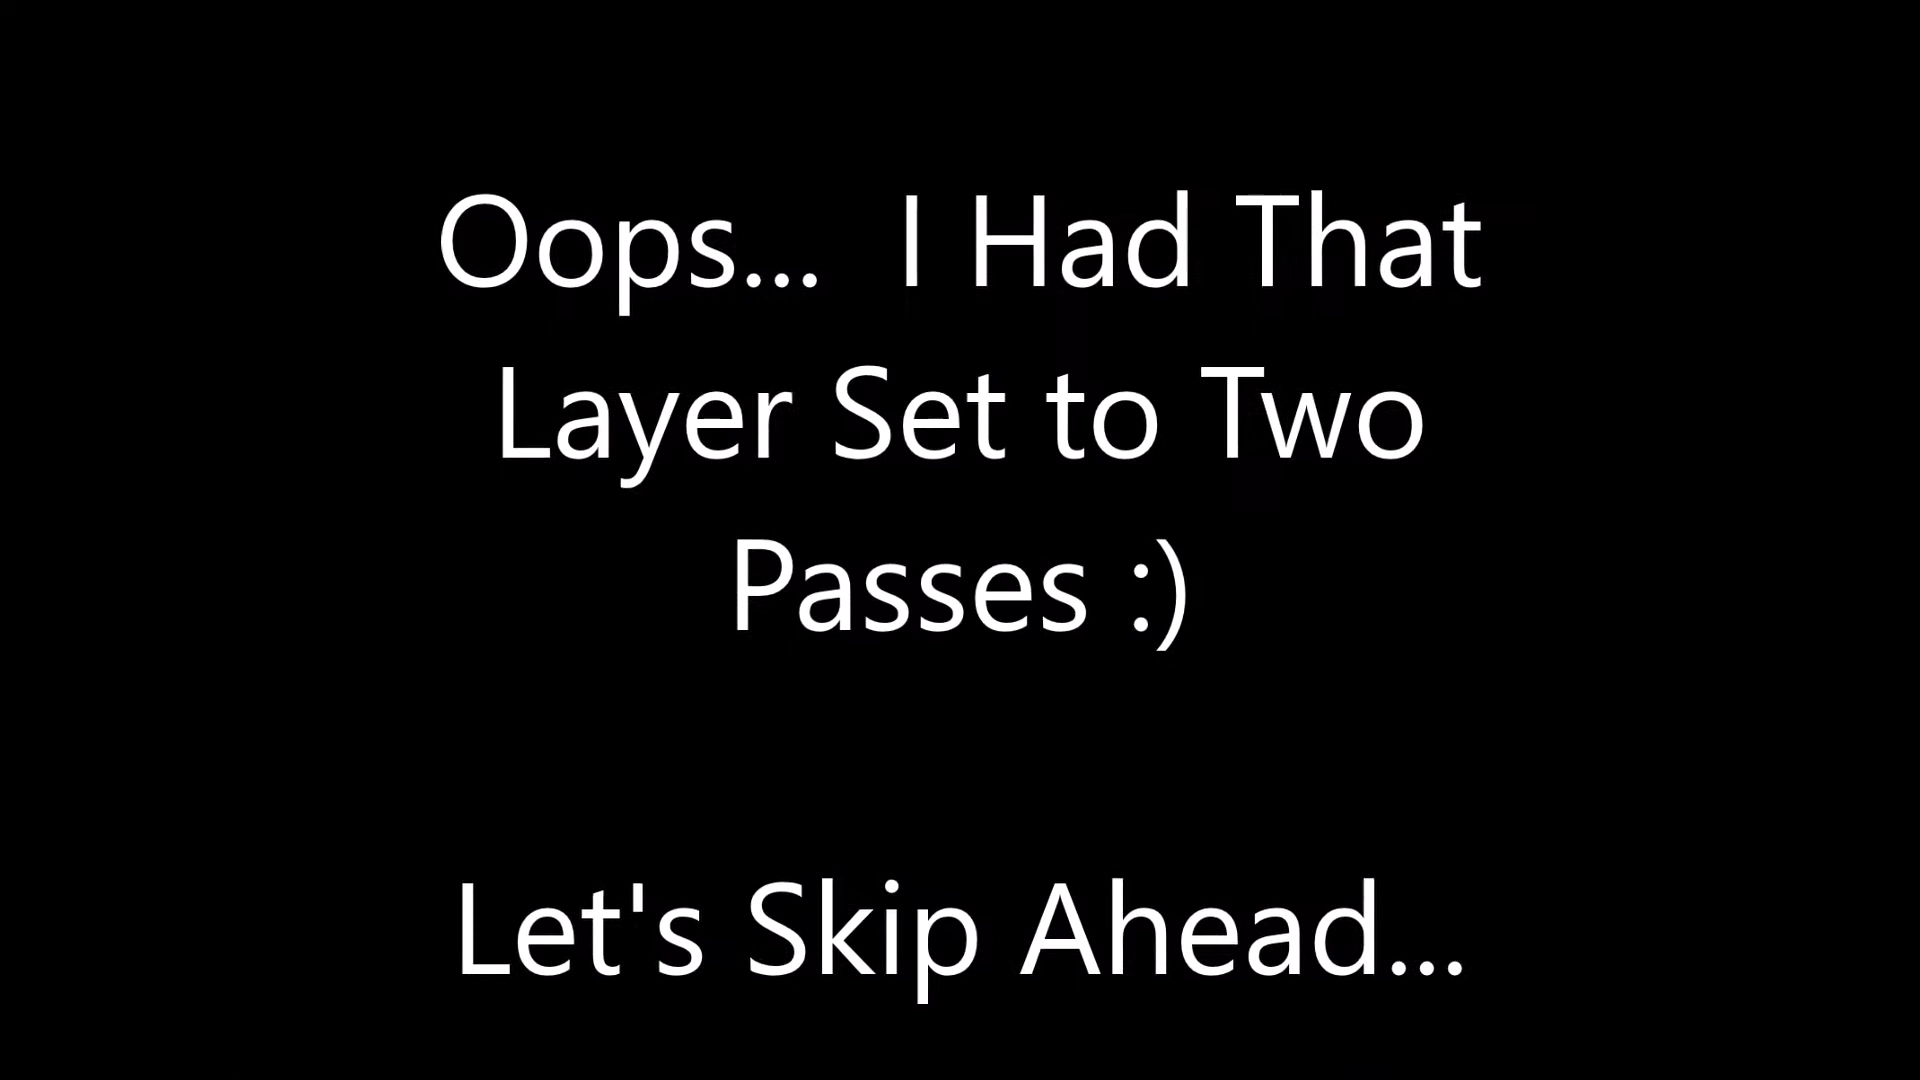 Oops...  I Had That
Layer Set to Two
Passes :)
Let's Skip Ahead...